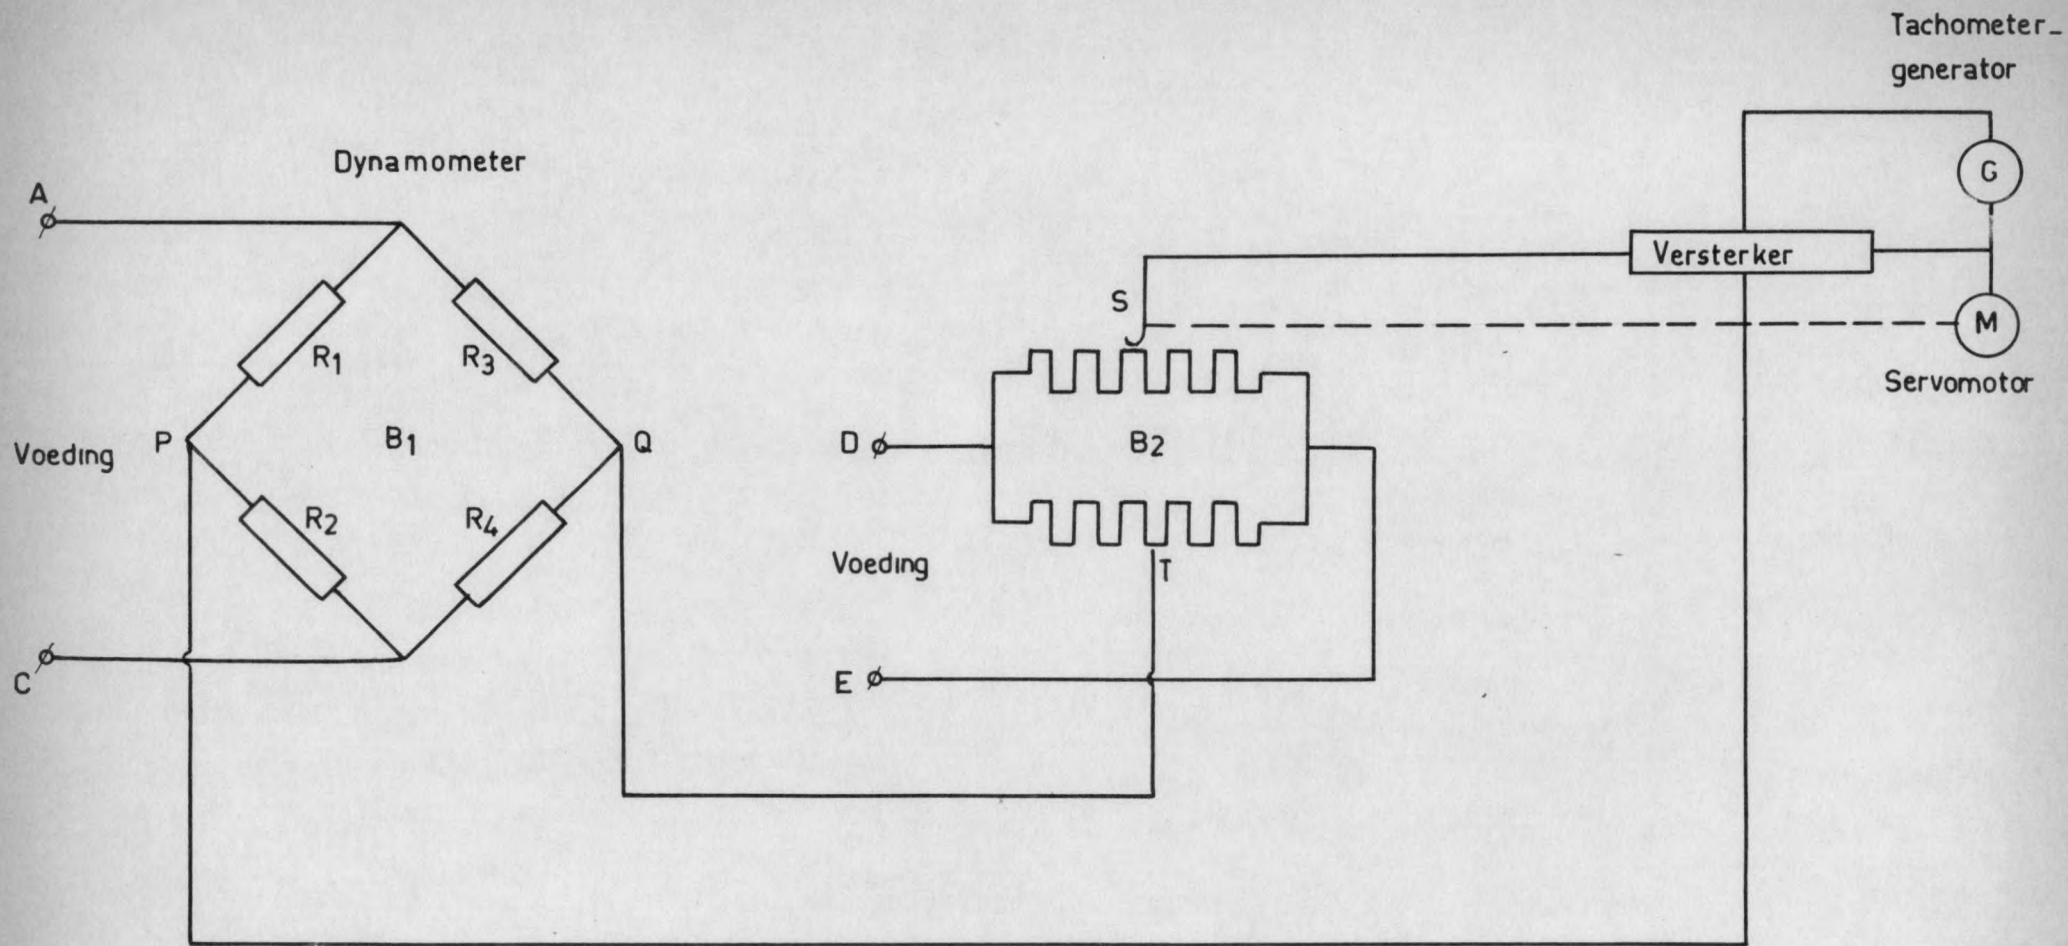 Tachometer_
generator
Dynamometer
A
G
Versterker
S
M
R1
R3
Servomotor
P
B1
Q
D
B2
Voeding
R2
R4
Voeding
T
C
E